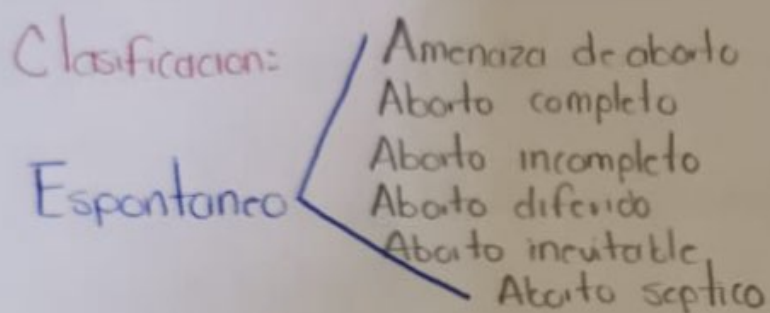 Clasificacion:
Espontaneo
Amenaza de aborto
Aborto completo
Aborto incompleto
Aborto diferido
Aborto inevitable
Aborto septico